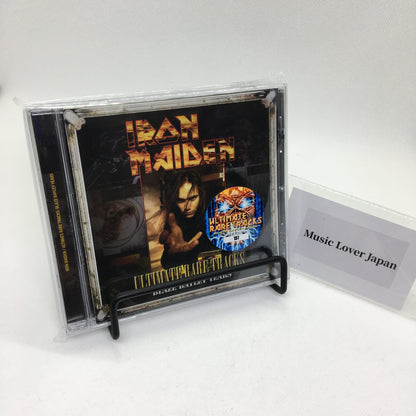 IRON
MAIDEN
ULTIMATE
RARE TRACKS
ULTIMATE RARE TRACKS
BLAZE BAYLEY YEARS
Music Lover Japan